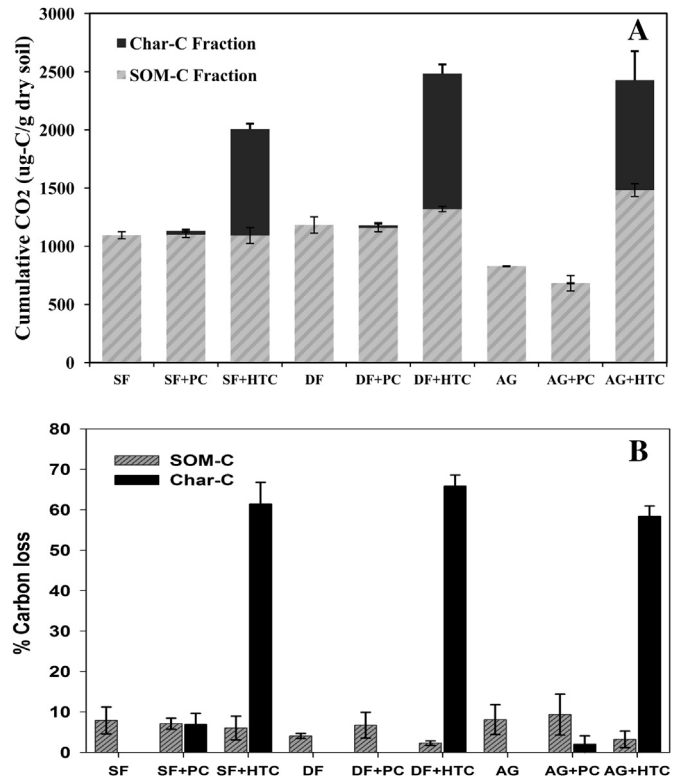 A
Char-C Fraction
SOM-C Fraction
Cumulative CO2 (ug-C/g dry soil)
3000
2500
2000
1500
1000
500
0
SF SF+PC SF+HTC DF DF+PC DF+HTC AG AG+PC AG+HTC
B
SOM-C
Char-C
% Carbon loss
80
70
60
50
40
30
20
10
0
SF SF+PC SF+HTC DF DF+PC DF+HTC AG AG+PC AG+HTC